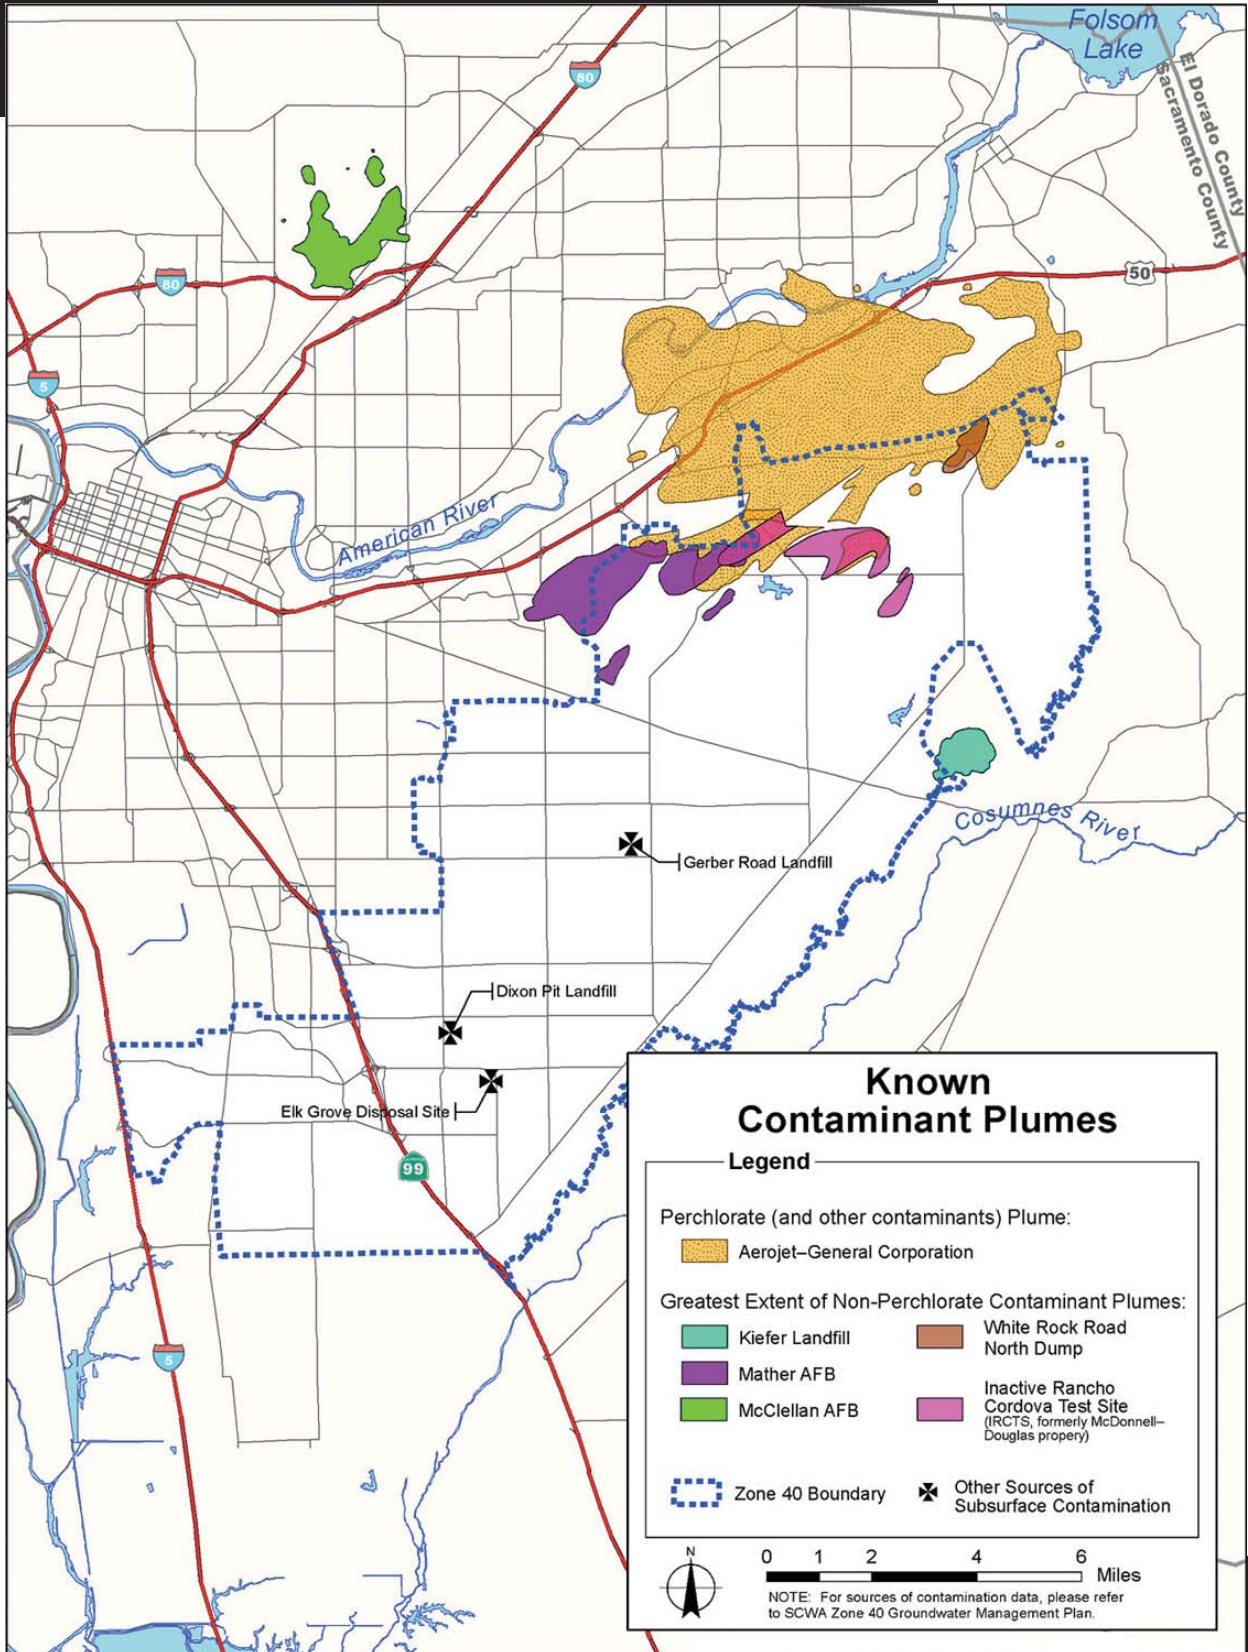 Folsom
Lake
El Dorado County
Sacramento County
80
50
80
5
American River
Cosumnes River
Gerber Road Landfill
Dixon Pit Landfill
Elk Grove Disposal Site
99
5
Known
Contaminant Plumes
Legend
Perchlorate (and other contaminants) Plume:
Aerojet–General Corporation
Greatest Extent of Non-Perchlorate Contaminant Plumes:
Kiefer Landfill
Mather AFB
McClellan AFB
White Rock Road
North Dump
Inactive Rancho
Cordova Test Site
(IRCTS, formerly McDonnell–
Douglas propery)
Zone 40 Boundary
Other Sources of
Subsurface Contamination
N
0 1 2 4 6
Miles
NOTE: For sources of contamination data, please refer
to SCWA Zone 40 Groundwater Management Plan.